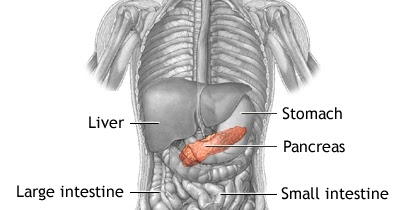 Stomach
Liver
Pancreas
Large intestine
Small intestine